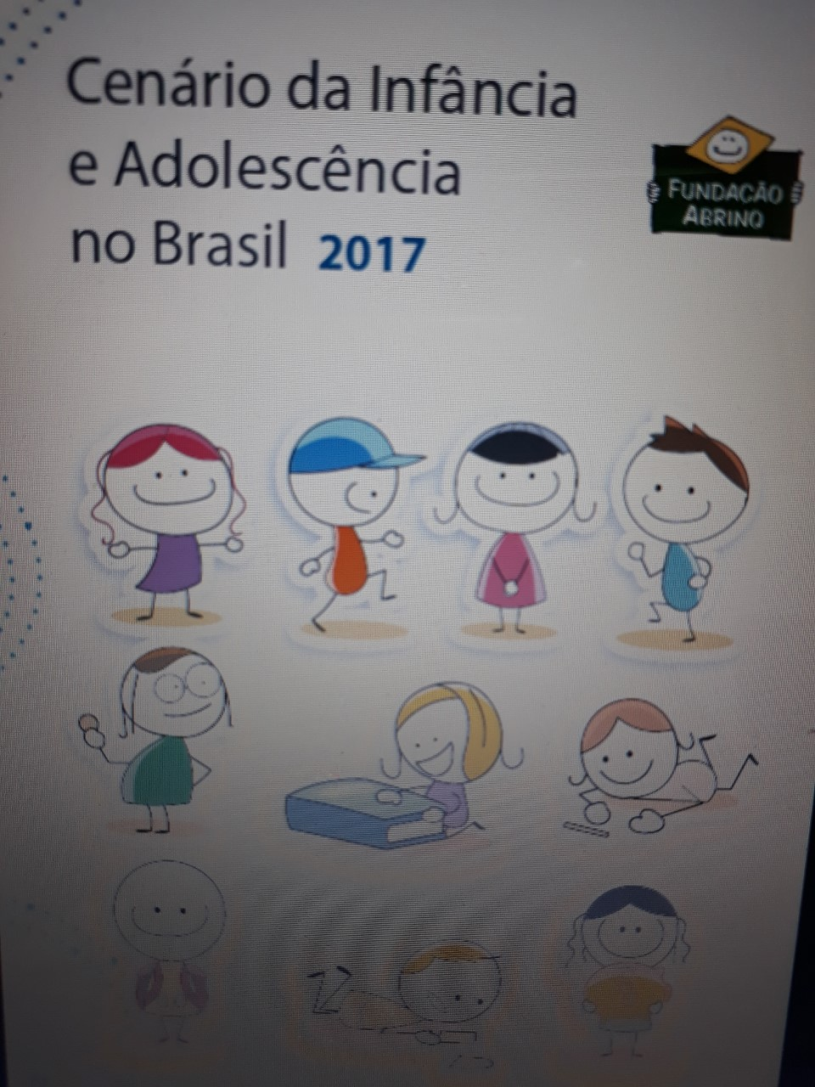 Cenário da Infância
e Adolescência
no Brasil 2017
FUNDAÇÃO
ABRINQ